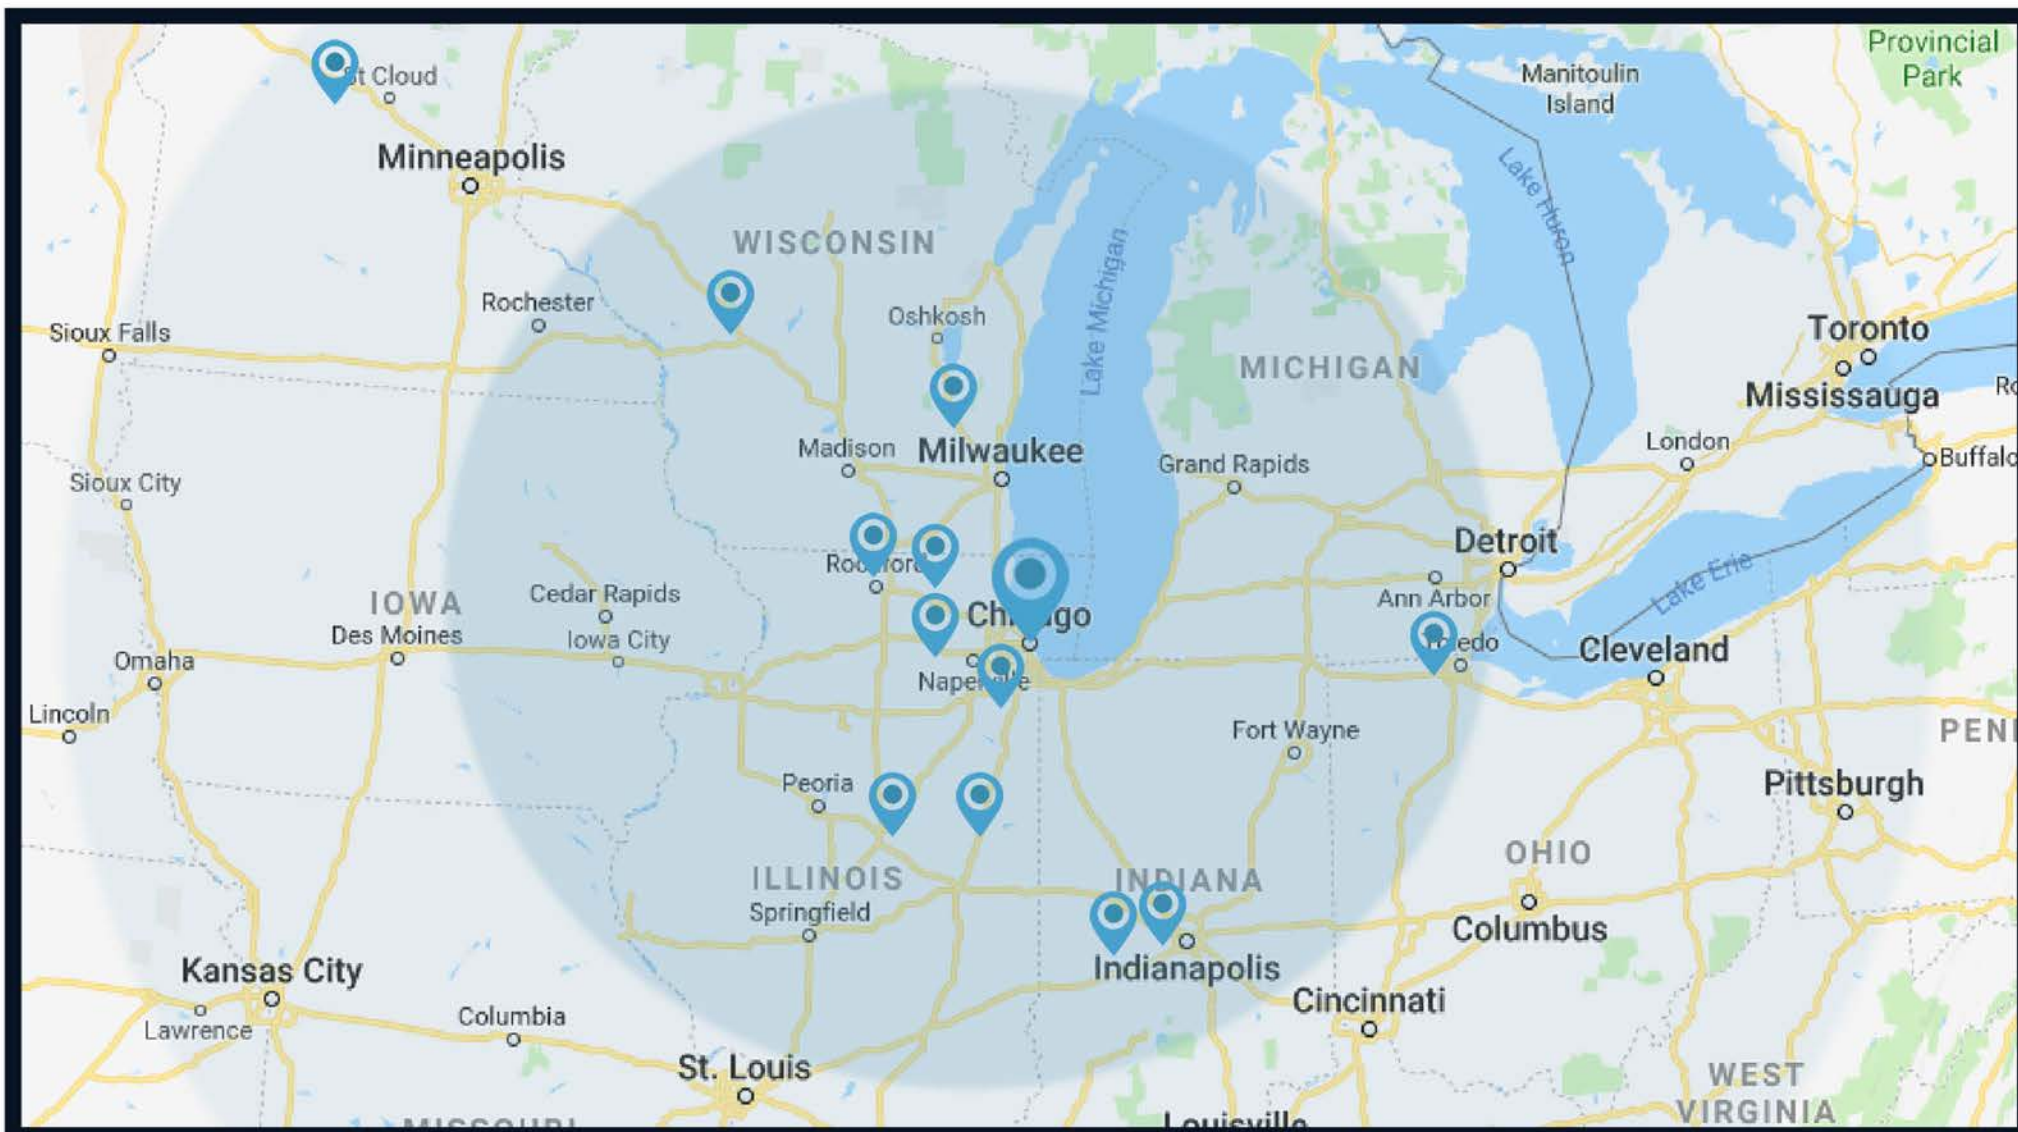 Provincial
Park
St Cloud
Manitoulin
Island
Minneapolis
Lake Huron
WISCONSIN
Lake Michigan
Rochester
Oshkosh
Sioux Falls
Toronto
MICHIGAN
Mississauga
Ro
Madison
Milwaukee
Grand Rapids
London
Buffalo
Sioux City
Detroit
Rockford
Lake Erie
Cedar Rapids
Ann Arbor
IOWA
Chicago
Des Moines
Iowa City
Toledo
Cleveland
Omaha
Naperville
Lincoln
Fort Wayne
PENN
Peoria
Pittsburgh
OHIO
ILLINOIS
INDIANA
Springfield
Columbus
Kansas City
Indianapolis
Cincinnati
Lawrence
Columbia
St. Louis
WEST
VIRGINIA
MISSOURI
Louisville